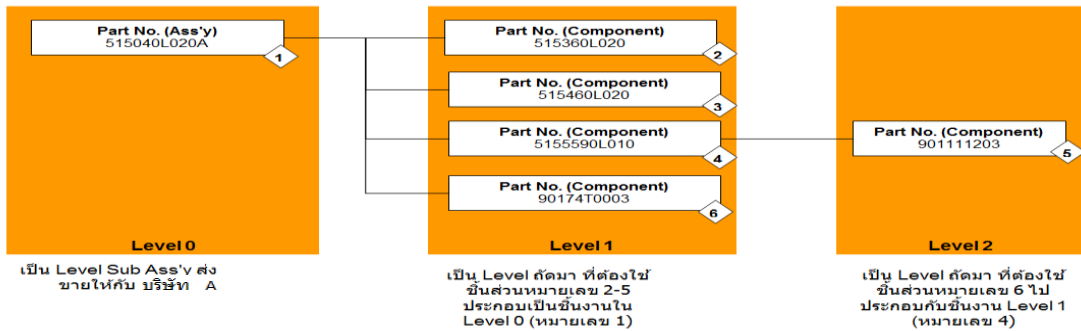 Part No. (Ass'y)
515040L020A
1
Part No. (Component)
515360L020
2
Part No. (Component)
515460L020
3
Part No. (Component)
5155590L010
4
Part No. (Component)
90174T0003
6
Part No. (Component)
901111203
5
Level 0
Level 1
Level 2
เป็น Level Sub Ass'y ส่ง
ขายให้กับ บริษัท A
เป็น Level ถัดมา ที่ต้องใช้
ชิ้นส่วนหมายเลข 2-5
ประกอบเป็นชิ้นงานใน
Level 0 (หมายเลข 1)
เป็น Level ถัดมา ที่ต้องใช้
ชิ้นส่วนหมายเลข 6 ไป
ประกอบกับชิ้นงาน Level 1
(หมายเลข 4)